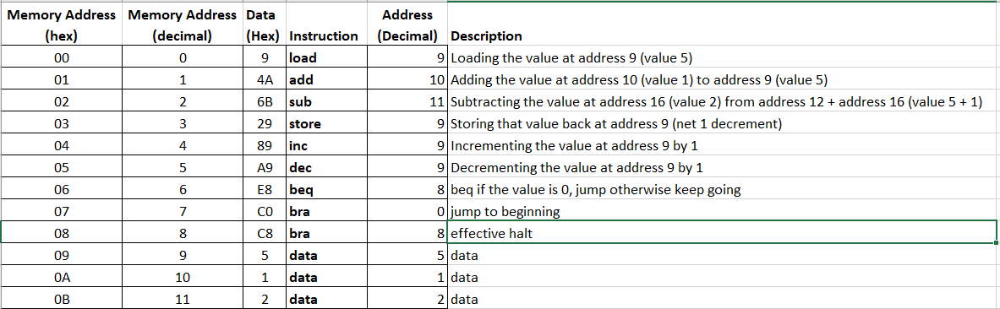 Memory Address (hex) Memory Address (decimal) Data (Hex) Instruction Address (Decimal) Description
00 0 9 load 9 Loading the value at address 9 (value 5)
01 1 4A add 10 Adding the value at address 10 (value 1) to address 9 (value 5)
02 2 6B sub 11 Subtracting the value at address 16 (value 2) from address 12 + address 16 (value 5 + 1)
03 3 29 store 9 Storing that value back at address 9 (net 1 decrement)
04 4 89 inc 9 Incrementing the value at address 9 by 1
05 5 A9 dec 9 Decrementing the value at address 9 by 1
06 6 E8 beq 8 beq if the value is 0, jump otherwise keep going
07 7 C0 bra 0 jump to beginning
08 8 C8 bra 8 effective halt
09 9 5 data 5 data
0A 10 1 data 1 data
0B 11 2 data 2 data